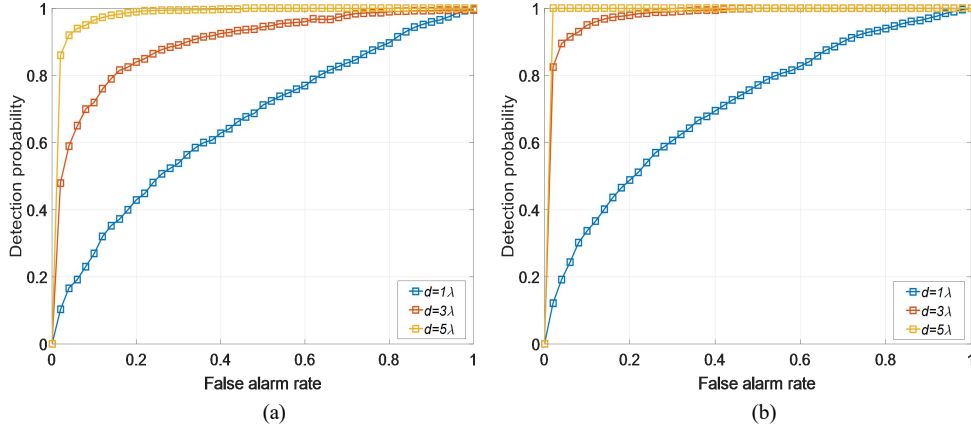 Detection probability
1
0.8
0.6
0.4
0.2
0
0 0.2 0.4 0.6 0.8 1
False alarm rate
d=1λ
d=3λ
d=5λ
(a)
Detection probability
1
0.8
0.6
0.4
0.2
0
0 0.2 0.4 0.6 0.8 1
False alarm rate
d=1λ
d=3λ
d=5λ
(b)